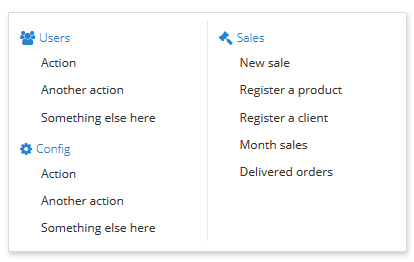 Users
Action
Another action
Something else here
Config
Action
Another action
Something else here
Sales
New sale
Register a product
Register a client
Month sales
Delivered orders